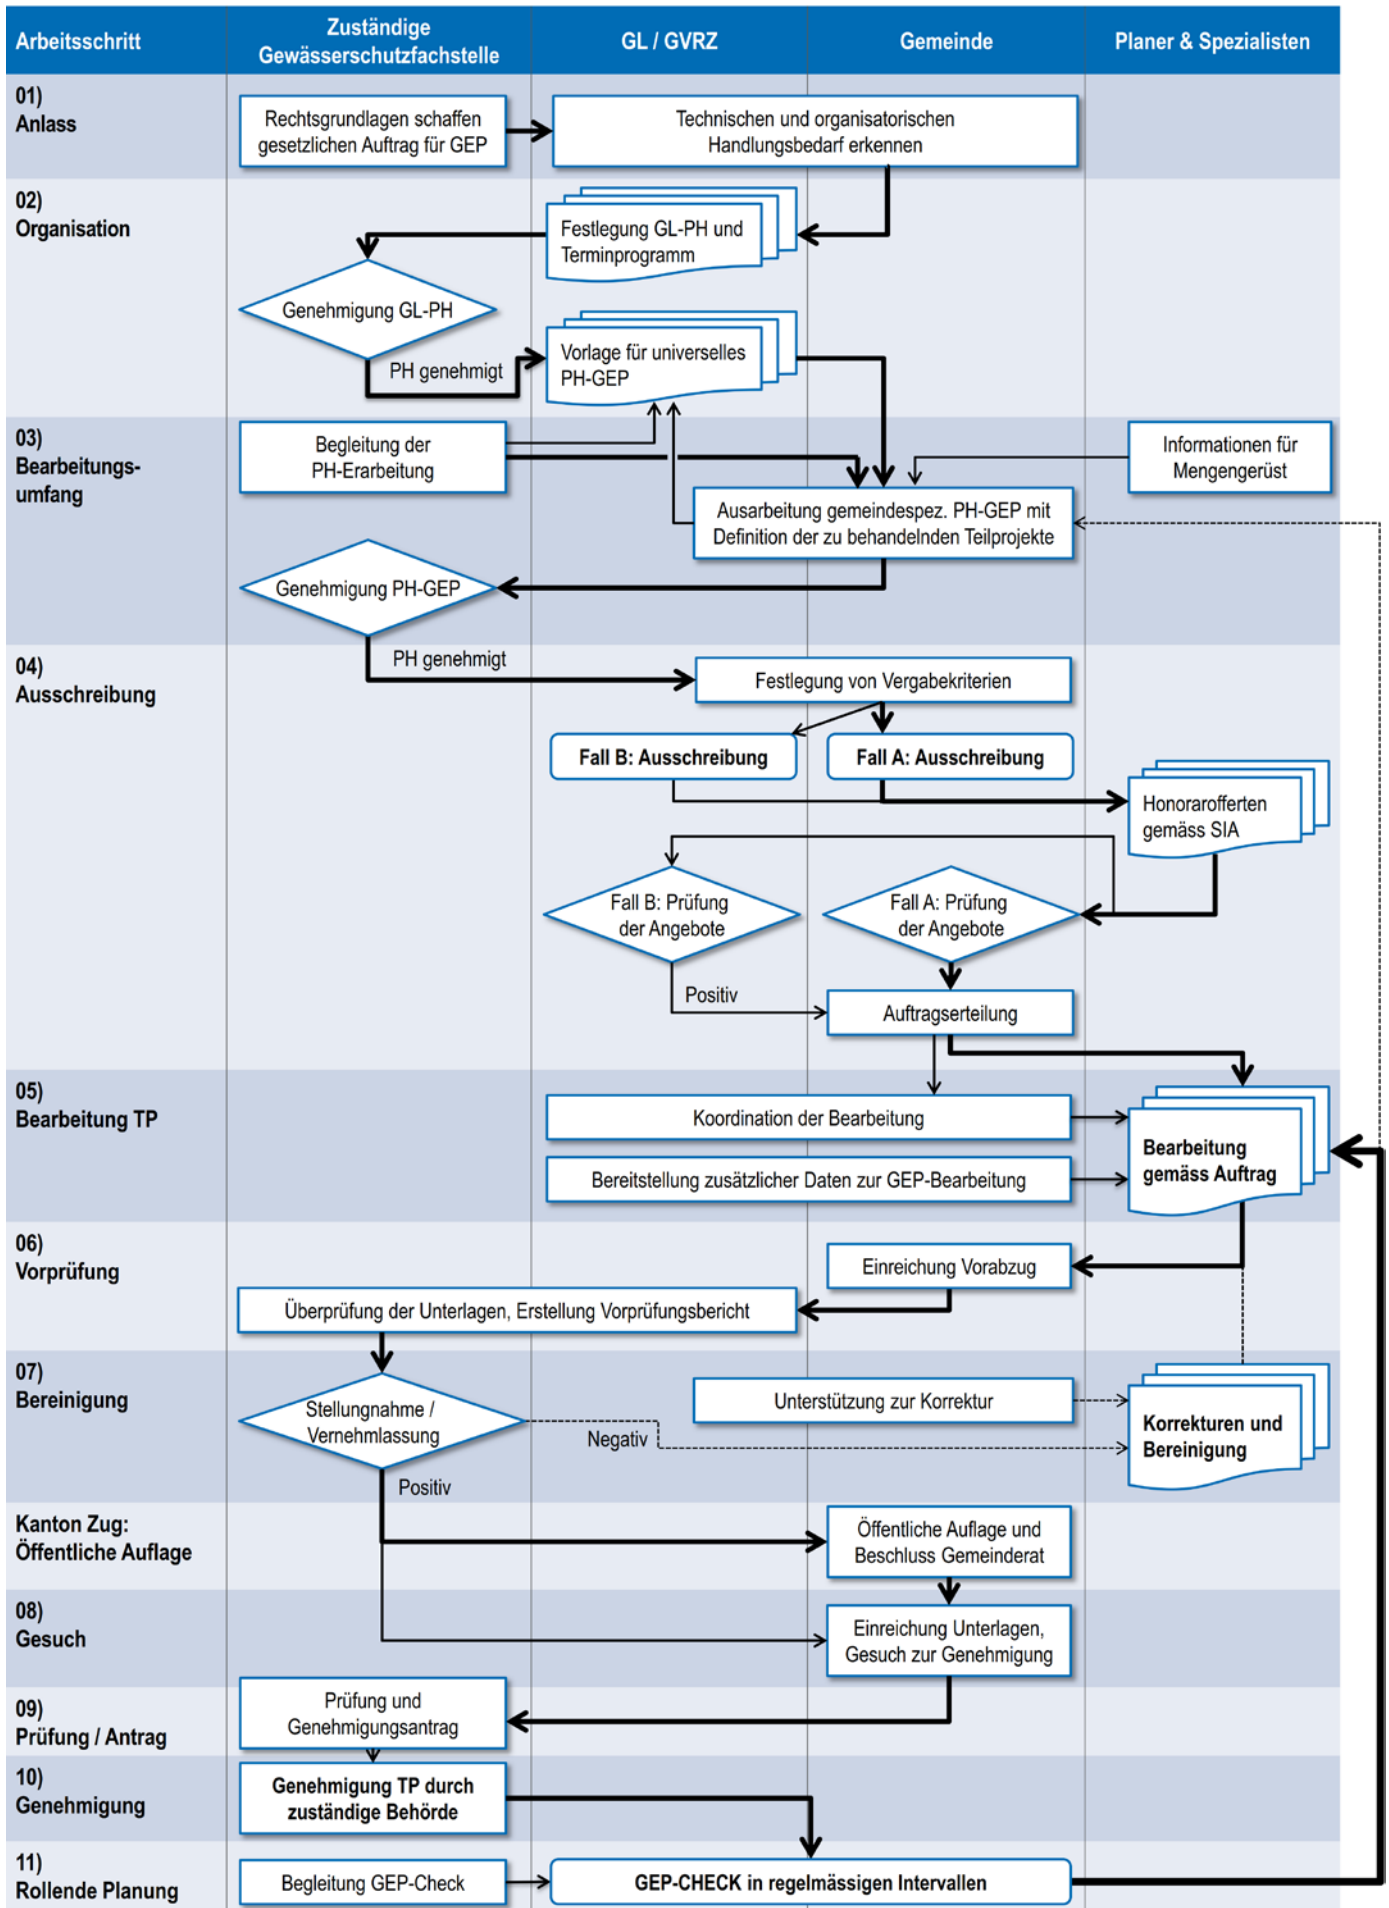 Arbeitsschritt
Zuständige
Gewässerschutzfachstelle
GL / GVRZ
Gemeinde
Planer & Spezialisten
01)
Anlass
Rechtsgrundlagen schaffen
gesetzlichen Auftrag für GEP
Technischen und organisatorischen
Handlungsbedarf erkennen
02)
Organisation
Festlegung GL-PH und
Terminprogramm
Genehmigung GL-PH
PH genehmigt
Vorlage für universelles
PH-GEP
03)
Bearbeitungs-
umfang
Begleitung der
PH-Erarbeitung
Informationen für
Mengengerüst
Ausarbeitung gemeindespez. PH-GEP mit
Definition der zu behandelnden Teilprojekte
Genehmigung PH-GEP
04)
Ausschreibung
PH genehmigt
Festlegung von Vergabekriterien
Fall B: Ausschreibung
Fall A: Ausschreibung
Honorarofferten
gemäss SIA
Fall B: Prüfung
der Angebote
Fall A: Prüfung
der Angebote
Positiv
Auftragserteilung
05)
Bearbeitung TP
Koordination der Bearbeitung
Bereitstellung zusätzlicher Daten zur GEP-Bearbeitung
Bearbeitung
gemäss Auftrag
06)
Vorprüfung
Einreichung Vorabzug
Überprüfung der Unterlagen, Erstellung Vorprüfungsbericht
07)
Bereinigung
Stellungnahme /
Vernehmlassung
Unterstützung zur Korrektur
Negativ
Korrekturen und
Bereinigung
Positiv
Kanton Zug:
Öffentliche Auflage
Öffentliche Auflage und
Beschluss Gemeinderat
08)
Gesuch
Einreichung Unterlagen,
Gesuch zur Genehmigung
09)
Prüfung / Antrag
Prüfung und
Genehmigungsantrag
10)
Genehmigung
Genehmigung TP durch
zuständige Behörde
11)
Rollende Planung
Begleitung GEP-Check
GEP-CHECK in regelmässigen Intervallen